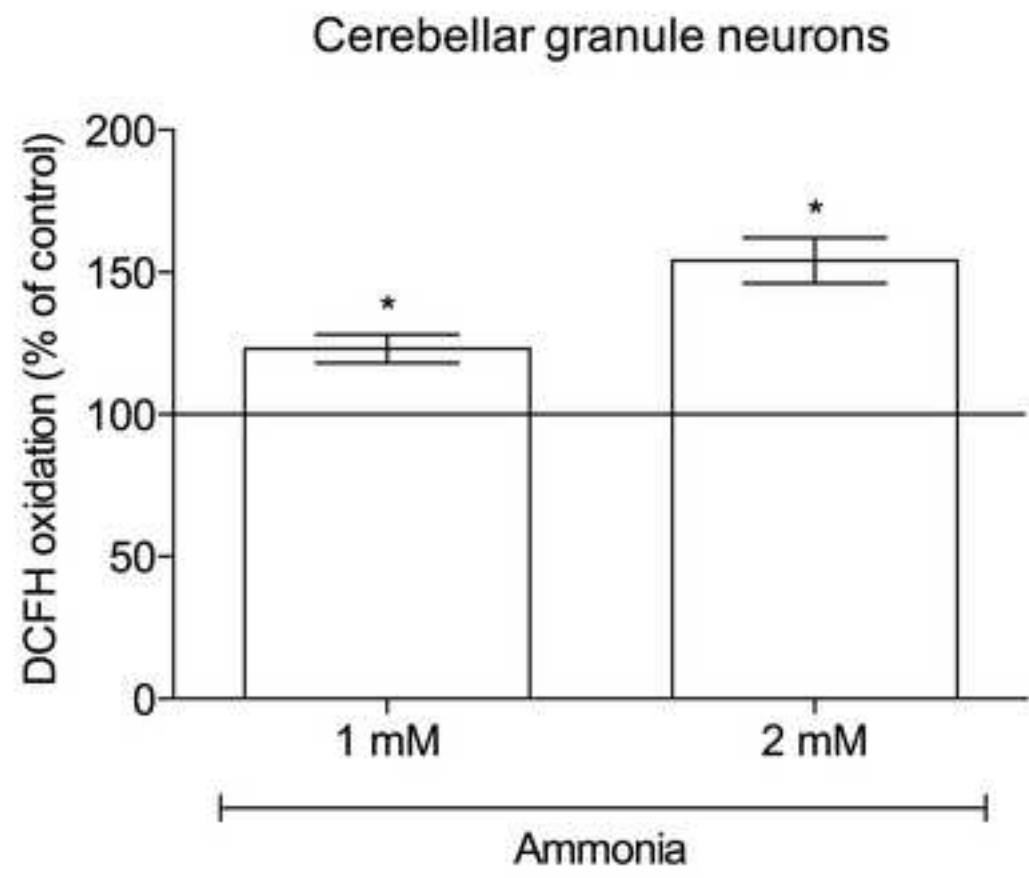 Cerebellar granule neurons
DCFH oxidation (% of control)
200
150
100
50
0
*
*
1 mM
2 mM
Ammonia